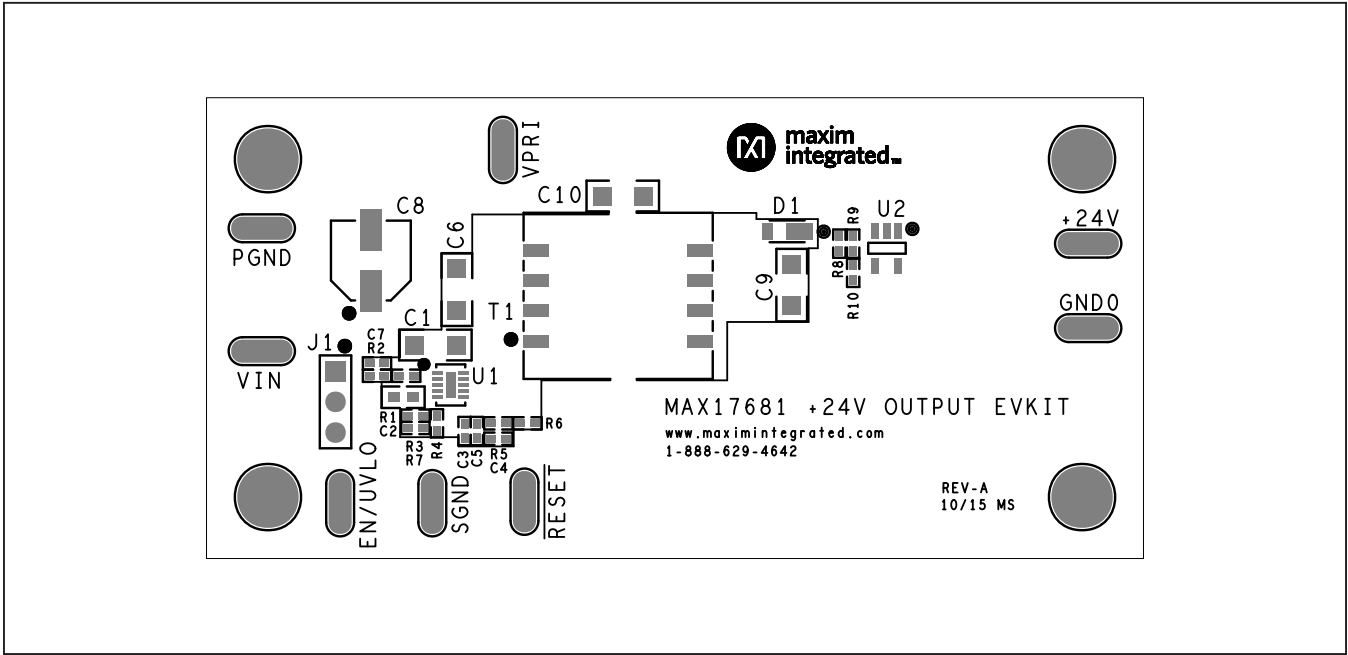 VPRI
maxim
integrated™
C10
C8
D1
R9
U2
+24V
PGND
C6
R8
C9
R10
GND0
T1
C1
J1
C7
R2
VIN
U1
MAX17681 +24V OUTPUT EVKIT
www.maximintegrated.com
1-888-629-4642
R1
C2
R3
R7
R4
C3
C5
R5
C4
R6
EN/UVLO
SGND
RESET
REV-A
10/15 MS